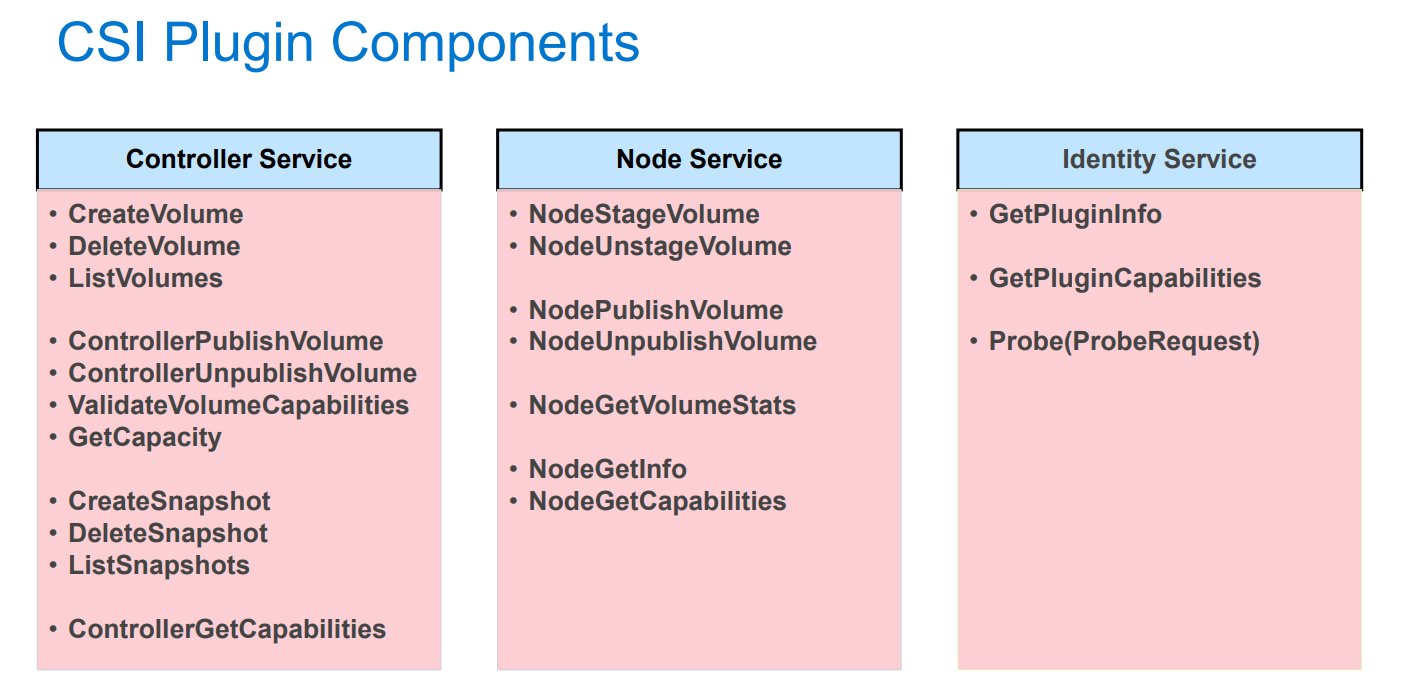 CSI Plugin Components
Controller Service
• CreateVolume
• DeleteVolume
• ListVolumes
• ControllerPublishVolume
• ControllerUnpublishVolume
• ValidateVolumeCapabilities
• GetCapacity
• CreateSnapshot
• DeleteSnapshot
• ListSnapshots
• ControllerGetCapabilities
Node Service
• NodeStageVolume
• NodeUnstageVolume
• NodePublishVolume
• NodeUnpublishVolume
• NodeGetVolumeStats
• NodeGetInfo
• NodeGetCapabilities
Identity Service
• GetPluginInfo
• GetPluginCapabilities
• Probe(ProbeRequest)